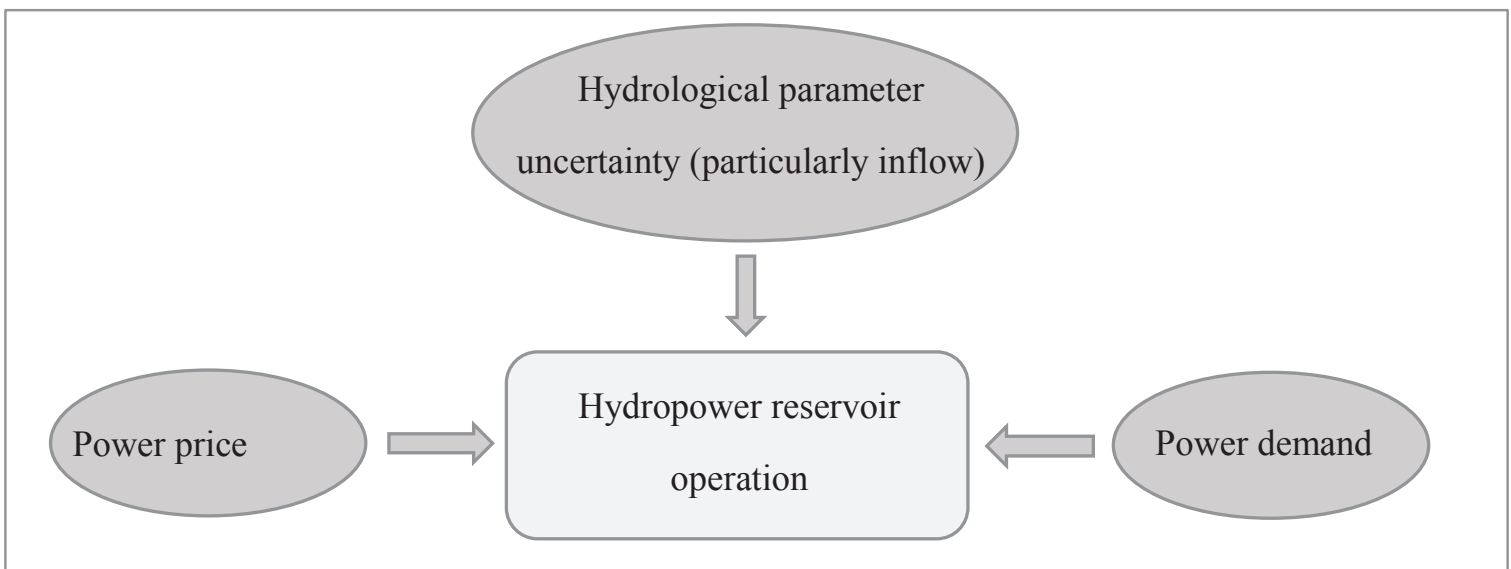 Hydrological parameter
uncertainty (particularly inflow)
Hydropower reservoir
operation
Power price
Power demand